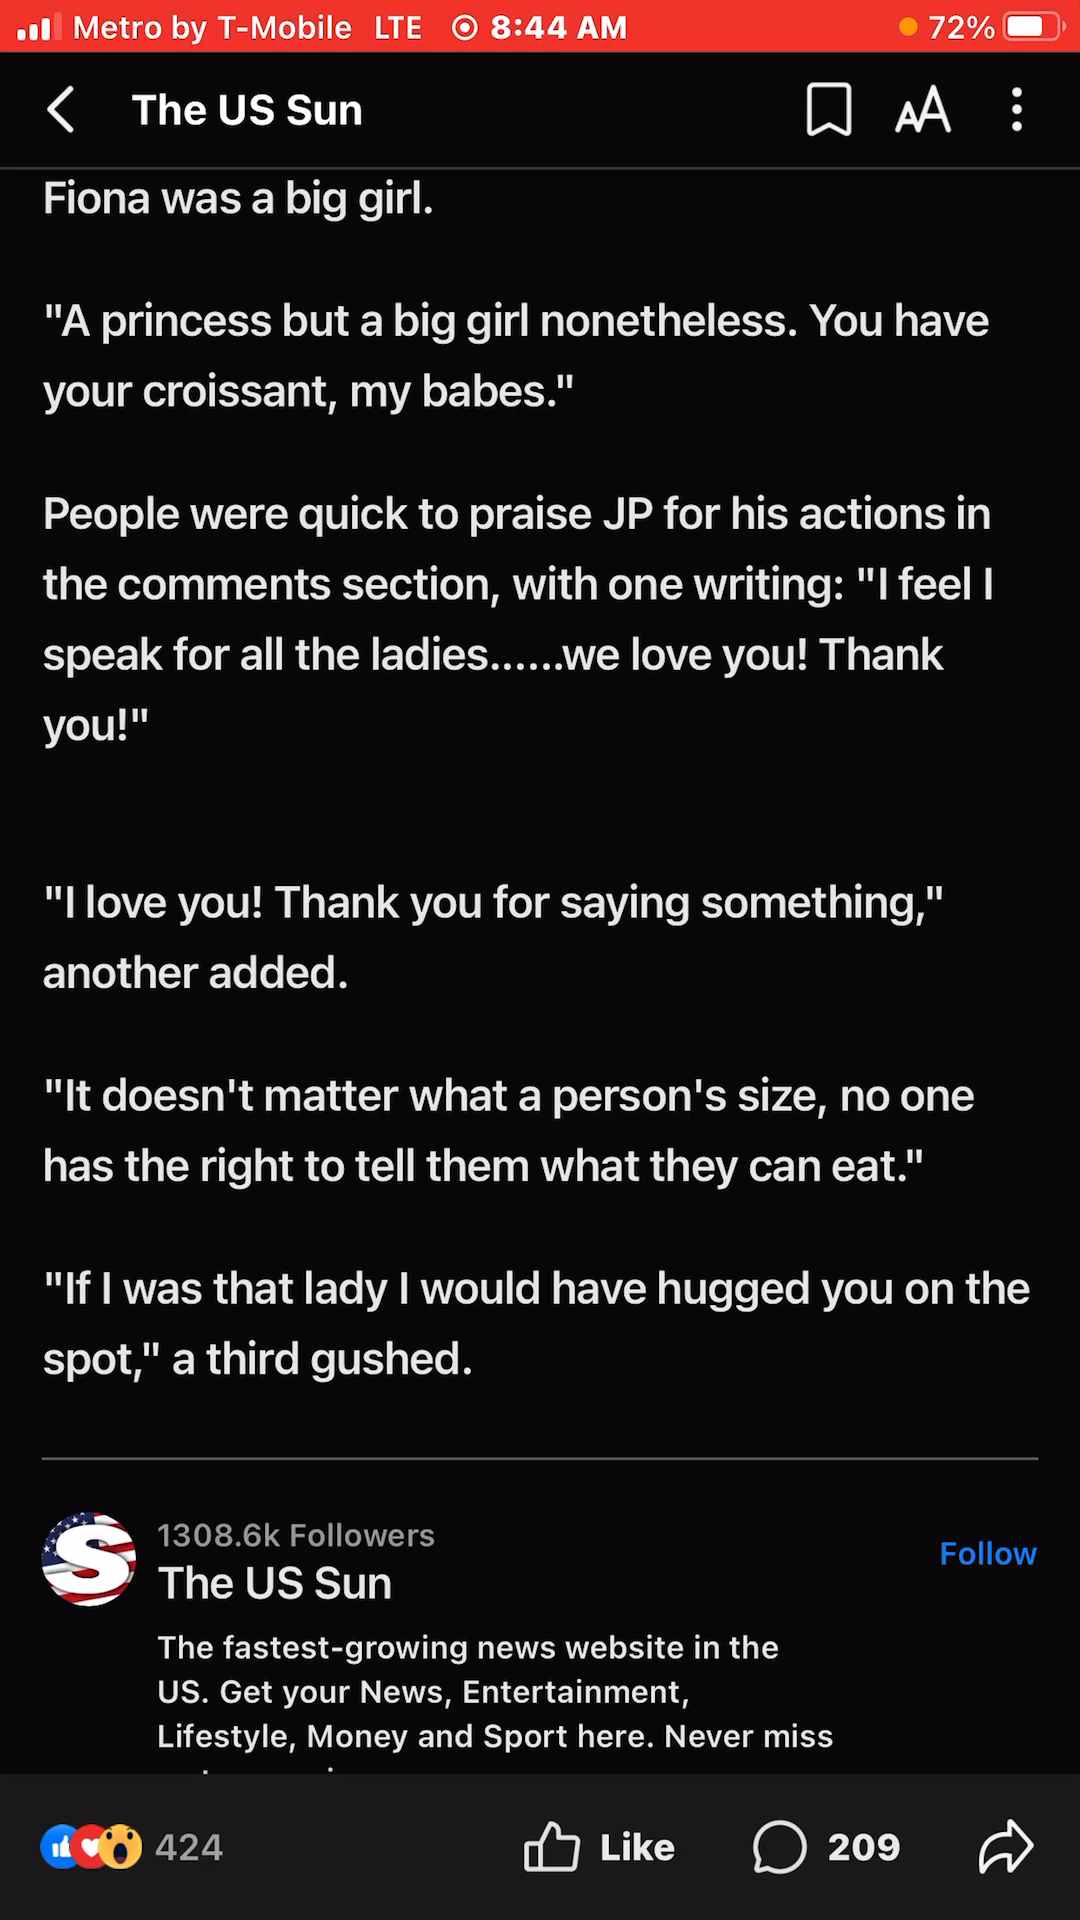 Metro by T-Mobile LTE 8:44 AM 72%
The US Sun AA
Fiona was a big girl.
"A princess but a big girl nonetheless. You have
your croissant, my babes."
People were quick to praise JP for his actions in
the comments section, with one writing: "I feel I
speak for all the ladies......we love you! Thank
you!"
"I love you! Thank you for saying something,"
another added.
"It doesn't matter what a person's size, no one
has the right to tell them what they can eat."
"If I was that lady I would have hugged you on the
spot," a third gushed.
S
1308.6k Followers
The US Sun
Follow
The fastest-growing news website in the
US. Get your News, Entertainment,
Lifestyle, Money and Sport here. Never miss
424 Like 209